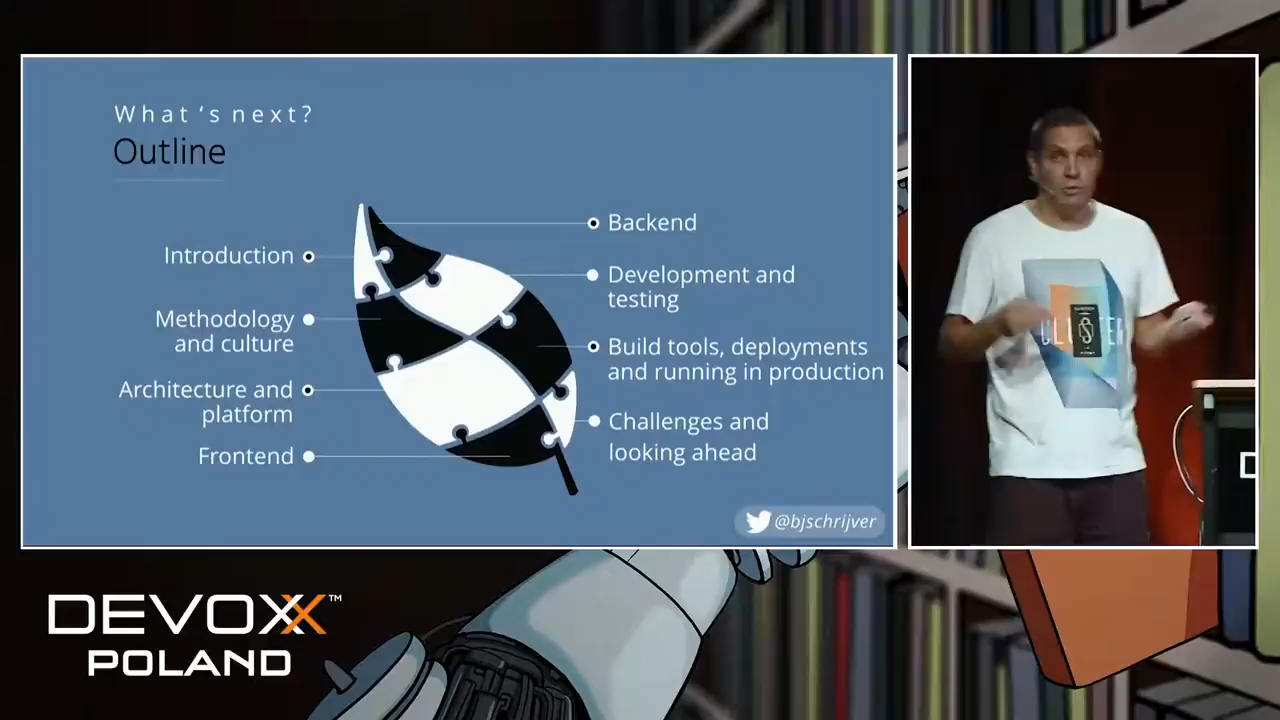 What ‘s next?
Outline
Introduction
Methodology
and culture
Architecture and
platform
Frontend
Backend
Development and
testing
Build tools, deployments
and running in production
Challenges and
looking ahead
@bjschrijver
DEVOXX™
POLAND